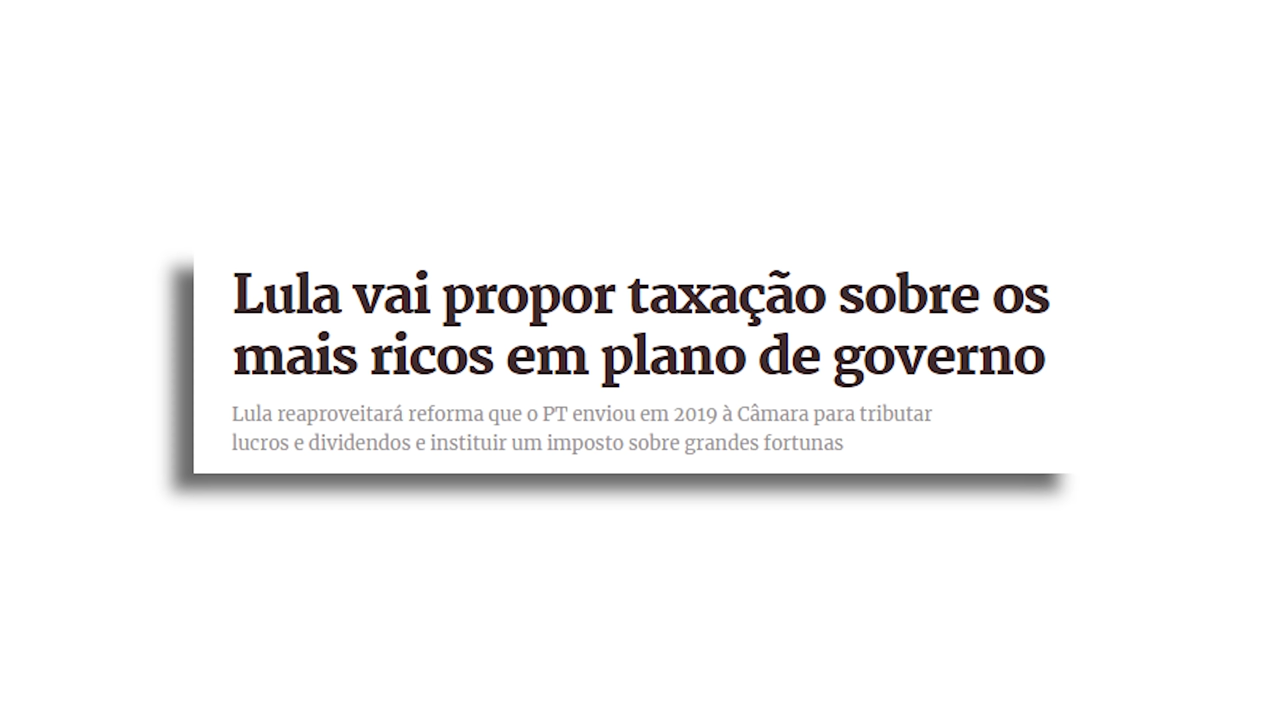 Lula vai propor taxação sobre os
mais ricos em plano de governo
Lula reaproveitará reforma que o PT enviou em 2019 à Câmara para tributar
lucros e dividendos e instituir um imposto sobre grandes fortunas